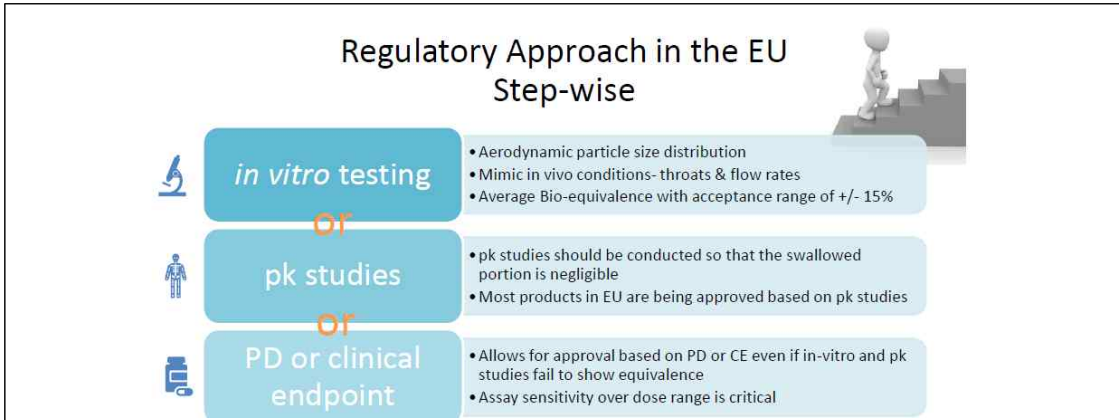 Regulatory Approach in the EU
Step-wise
in vitro testing
• Aerodynamic particle size distribution
• Mimic in vivo conditions- throats & flow rates
• Average Bio-equivalence with acceptance range of +/- 15%
or
pk studies
• pk studies should be conducted so that the swallowed
portion is negligible
• Most products in EU are being approved based on pk studies
or
PD or clinical
endpoint
• Allows for approval based on PD or CE even if in-vitro and pk
studies fail to show equivalence
• Assay sensitivity over dose range is critical